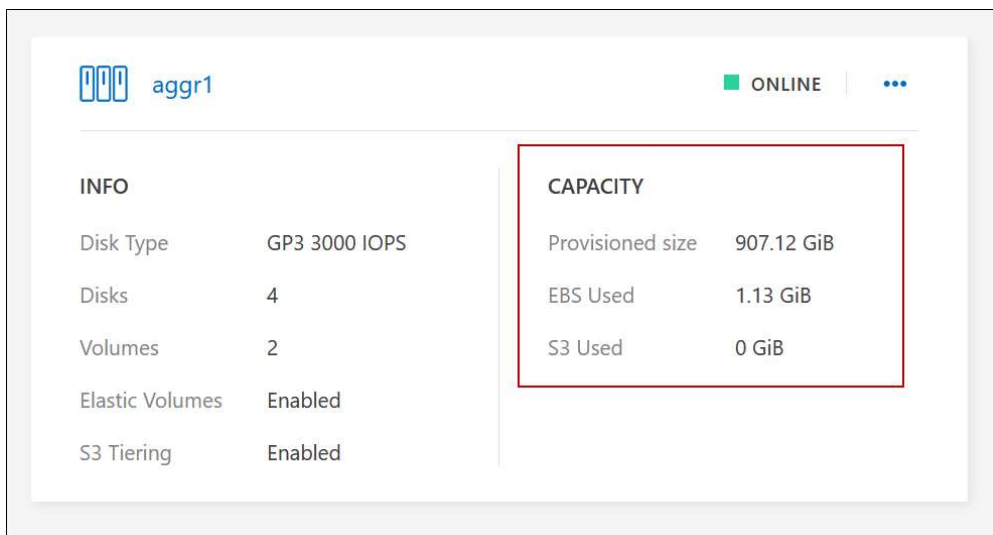 aggr1
ONLINE
INFO
Disk Type GP3 3000 IOPS
Disks 4
Volumes 2
Elastic Volumes Enabled
S3 Tiering Enabled
CAPACITY
Provisioned size 907.12 GiB
EBS Used 1.13 GiB
S3 Used 0 GiB